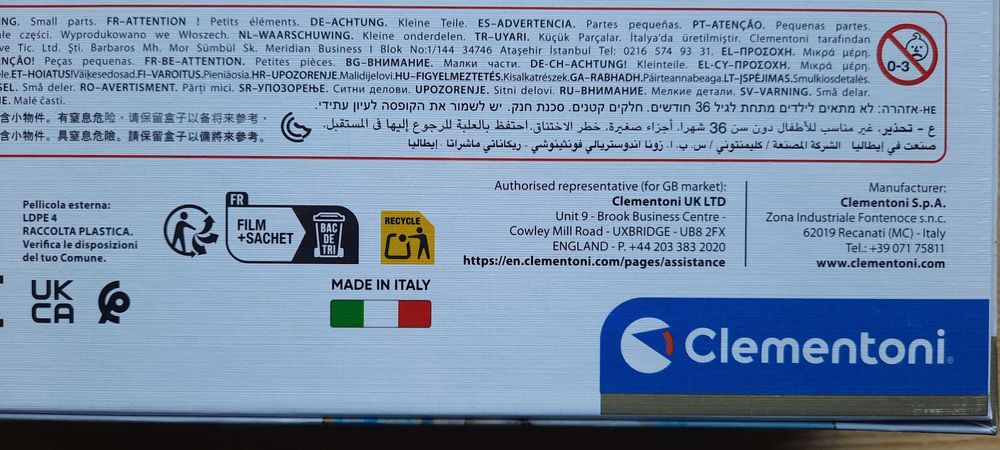 NG. Small parts. FR-ATTENTION ! Petits éléments. DE-ACHTUNG. Kleine Teile. ES-ADVERTENCIA. Partes pequeñas. PT-ATENÇÃO. Pequenas partes.
ałe części. Wyprodukowano we Włoszech. NL-WAARSCHUWING. Kleine onderdelen. TR-UYARI. Küçük Parçalar. İtalya'da üretilmiştir. Clementoni tarafından
ve Tic. Ltd. Şti. Barbaros Mh. Mor Sümbül Sk. Meridian Business I Blok No:1/144 34746 Ataşehir İstanbul Tel: 0216 574 93 31. EL-ΠΡΟΣΟΧΗ. Μικρά μέρη.
ENÇÃO! Peças pequenas. FR-BE-ATTENTION ! Petites pièces. BG-ВНИМАНИЕ. Малки части. DE-CH-ACHTUNG! Kleinteile. EL-CY-ΠΡΟΣΟΧΗ. Μικρά μέρη.
ele.ET-HOIATUS!Väikesedosad.FI-VAROITUS.Pieniäosia.HR-UPOZORENJE.Malidijelovi.HU-FIGYELMEZTETÉS.Kisalkatrészek.GA-RABHADH.Páirteannabeaga.LT-ĮSPĖJIMAS.Smulkiosdetalės.
SEL. Små deler. RO-AVERTISMENT. Părți mici. SR-УПОЗОРЕЊЕ. Ситни делови. UPOZORENJE. Sitni delovi. RU-ВНИМАНИЕ. Мелкие детали. SV-VARNING. Små delar.
NE. Malé časti.
HE-אזהרה: לא מתאים לילדים מתחת לגיל 36 חודשים. חלקים קטנים. סכנת חנק. יש לשמור את הקופסה לעיון עתידי.
含小物件。有窒息危险。请保留盒子以备将来参考。
ع - تحذير. غير مناسب للأطفال دون سن 36 شهرا. أجزاء صغيرة. خطر الاختناق. احتفظ بالعلبة للرجوع إليها في المستقبل.
含小物件。具窒息危險。請保留盒子以備將來參考。
صنعت في إيطاليا الشركة المصنعة / كليمنتوني / س. ب. ا. زونا اندوستريالي فونتينوشي - ريكاناتي ماشراتا - إيطاليا
0-3
Pellicola esterna:
LDPE 4
RACCOLTA PLASTICA.
Verifica le disposizioni
del tuo Comune.
FR
FILM
+SACHET
BAC
DE
TRI
RECYCLE
MADE IN ITALY
UK
CA
Authorised representative (for GB market):
Clementoni UK LTD
Unit 9 - Brook Business Centre -
Cowley Mill Road - UXBRIDGE - UB8 2FX
ENGLAND - P. +44 203 383 2020
https://en.clementoni.com/pages/assistance
Manufacturer:
Clementoni S.p.A.
Zona Industriale Fontenoce s.n.c.
62019 Recanati (MC) - Italy
Tel.: +39 071 75811
www.clementoni.com
Clementoni®